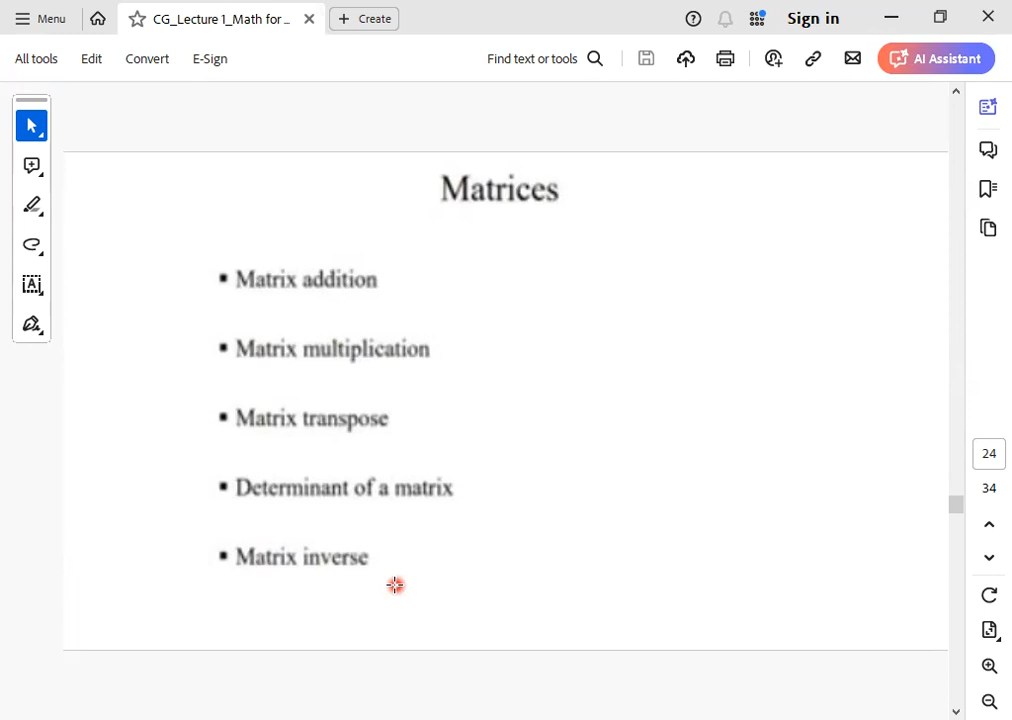 Menu
CG_Lecture 1_Math for ...
Create
Sign in
All tools
Edit
Convert
E-Sign
Find text or tools
AI Assistant
Matrices
▪ Matrix addition
▪ Matrix multiplication
▪ Matrix transpose
▪ Determinant of a matrix
▪ Matrix inverse
24
34